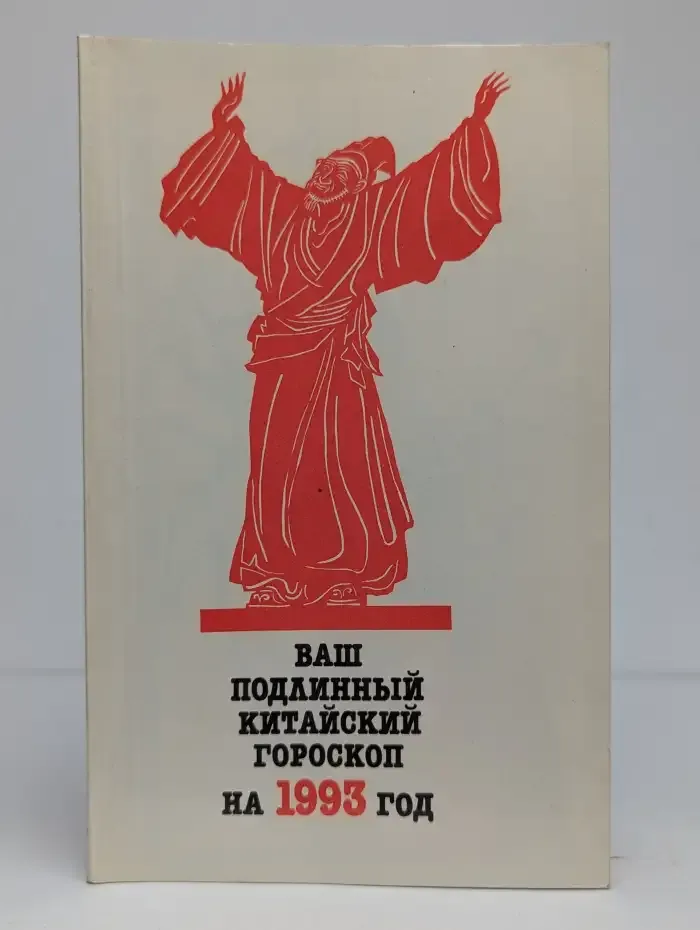 ВАШ
ПОДЛИННЫЙ
КИТАЙСКИЙ
ГОРОСКОП
НА 1993 ГОД